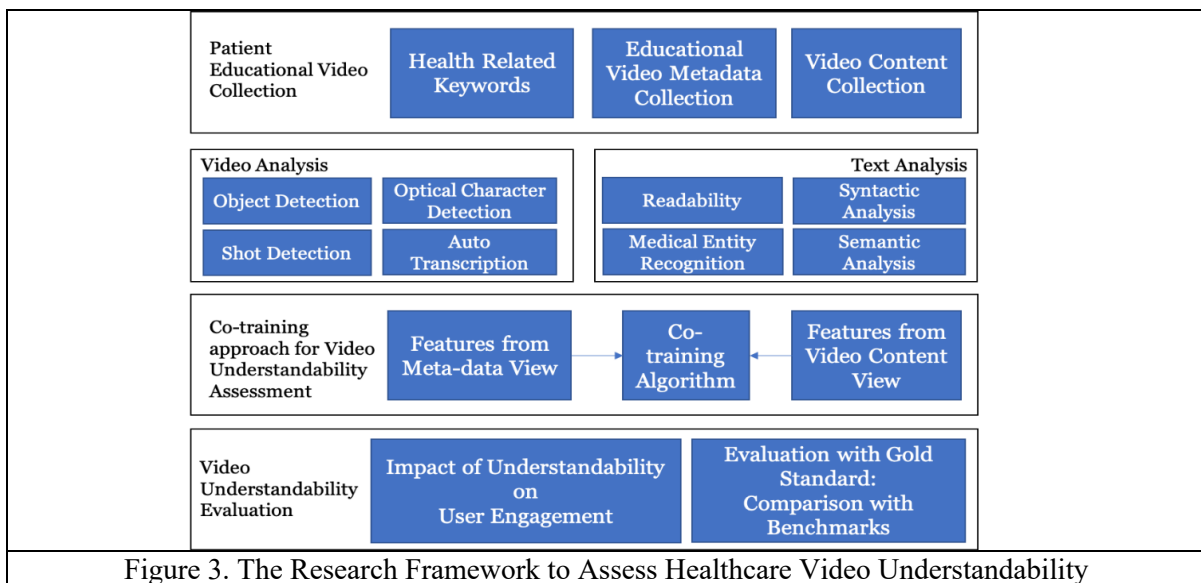 Patient
Educational Video
Collection
Health Related
Keywords
Educational
Video Metadata
Collection
Video Content
Collection
Video Analysis
Object Detection
Optical Character
Detection
Shot Detection
Auto
Transcription
Text Analysis
Readability
Syntactic
Analysis
Medical Entity
Recognition
Semantic
Analysis
Co-training
approach for Video
Understandability
Assessment
Features from
Meta-data View
Co-
training
Algorithm
Features from
Video Content
View
Video
Understandability
Evaluation
Impact of Understandability
on
User Engagement
Evaluation with Gold
Standard:
Comparison with
Benchmarks
Figure 3. The Research Framework to Assess Healthcare Video Understandability